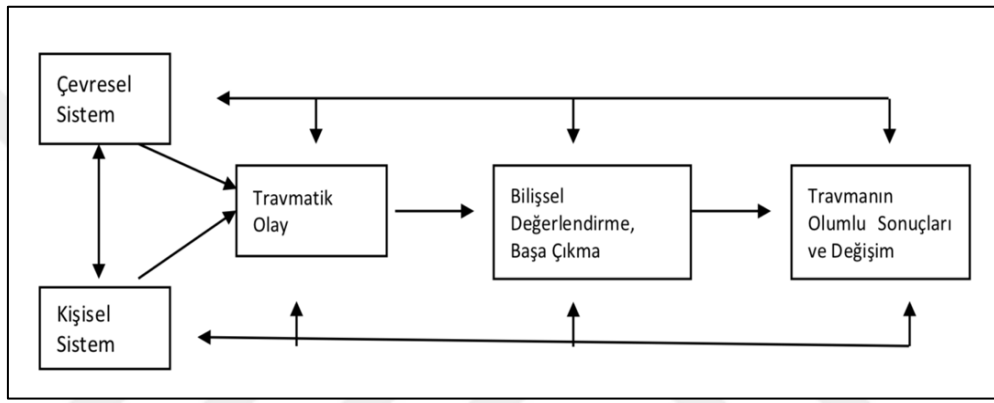 Çevresel
Sistem
Travmatik
Olay
Bilişsel
Değerlendirme,
Başa Çıkma
Travmanın
Olumlu Sonuçları
ve Değişim
Kişisel
Sistem